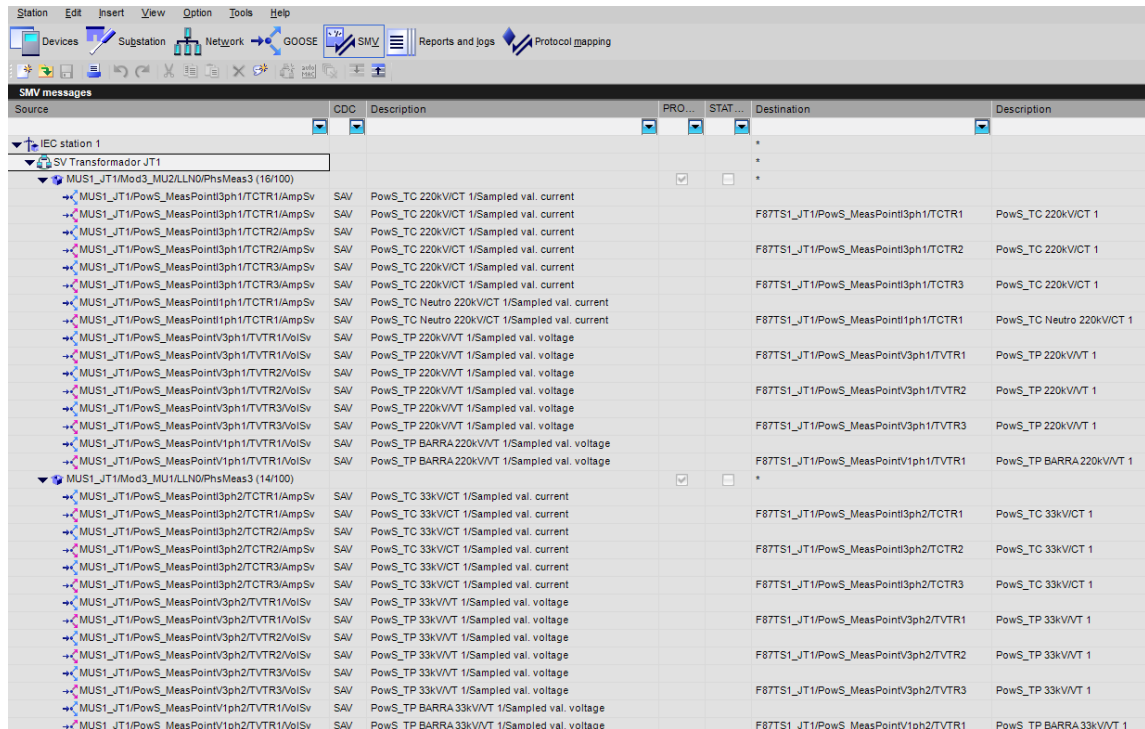 Station Edit Insert View Option Tools Help
Devices Substation Network GOOSE SMV Reports and logs Protocol mapping
SMV messages
Source CDC Description PRO... STAT... Destination Description
IEC station 1 *
SV Transformador JT1 *
MUS1_JT1/Mod3_MU2/LLN0/PhsMeas3 (16/100) *
MUS1_JT1/PowS_MeasPointI3ph1/TCTR1/AmpSv SAV PowS_TC 220kV/CT 1/Sampled val. current
MUS1_JT1/PowS_MeasPointI3ph1/TCTR1/AmpSv SAV PowS_TC 220kV/CT 1/Sampled val. current F87TS1_JT1/PowS_MeasPointI3ph1/TCTR1 PowS_TC 220kV/CT 1
MUS1_JT1/PowS_MeasPointI3ph1/TCTR2/AmpSv SAV PowS_TC 220kV/CT 1/Sampled val. current
MUS1_JT1/PowS_MeasPointI3ph1/TCTR2/AmpSv SAV PowS_TC 220kV/CT 1/Sampled val. current F87TS1_JT1/PowS_MeasPointI3ph1/TCTR2 PowS_TC 220kV/CT 1
MUS1_JT1/PowS_MeasPointI3ph1/TCTR3/AmpSv SAV PowS_TC 220kV/CT 1/Sampled val. current
MUS1_JT1/PowS_MeasPointI3ph1/TCTR3/AmpSv SAV PowS_TC 220kV/CT 1/Sampled val. current F87TS1_JT1/PowS_MeasPointI3ph1/TCTR3 PowS_TC 220kV/CT 1
MUS1_JT1/PowS_MeasPointI1ph1/TCTR1/AmpSv SAV PowS_TC Neutro 220kV/CT 1/Sampled val. current
MUS1_JT1/PowS_MeasPointI1ph1/TCTR1/AmpSv SAV PowS_TC Neutro 220kV/CT 1/Sampled val. current F87TS1_JT1/PowS_MeasPointI1ph1/TCTR1 PowS_TC Neutro 220kV/CT 1
MUS1_JT1/PowS_MeasPointV3ph1/TVTR1/VolSv SAV PowS_TP 220kV/VT 1/Sampled val. voltage
MUS1_JT1/PowS_MeasPointV3ph1/TVTR1/VolSv SAV PowS_TP 220kV/VT 1/Sampled val. voltage F87TS1_JT1/PowS_MeasPointV3ph1/TVTR1 PowS_TP 220kV/VT 1
MUS1_JT1/PowS_MeasPointV3ph1/TVTR2/VolSv SAV PowS_TP 220kV/VT 1/Sampled val. voltage
MUS1_JT1/PowS_MeasPointV3ph1/TVTR2/VolSv SAV PowS_TP 220kV/VT 1/Sampled val. voltage F87TS1_JT1/PowS_MeasPointV3ph1/TVTR2 PowS_TP 220kV/VT 1
MUS1_JT1/PowS_MeasPointV3ph1/TVTR3/VolSv SAV PowS_TP 220kV/VT 1/Sampled val. voltage
MUS1_JT1/PowS_MeasPointV3ph1/TVTR3/VolSv SAV PowS_TP 220kV/VT 1/Sampled val. voltage F87TS1_JT1/PowS_MeasPointV3ph1/TVTR3 PowS_TP 220kV/VT 1
MUS1_JT1/PowS_MeasPointV1ph1/TVTR1/VolSv SAV PowS_TP BARRA 220kV/VT 1/Sampled val. voltage
MUS1_JT1/PowS_MeasPointV1ph1/TVTR1/VolSv SAV PowS_TP BARRA 220kV/VT 1/Sampled val. voltage F87TS1_JT1/PowS_MeasPointV1ph1/TVTR1 PowS_TP BARRA 220kV/VT 1
MUS1_JT1/Mod3_MU1/LLN0/PhsMeas3 (14/100) *
MUS1_JT1/PowS_MeasPointI3ph2/TCTR1/AmpSv SAV PowS_TC 33kV/CT 1/Sampled val. current
MUS1_JT1/PowS_MeasPointI3ph2/TCTR1/AmpSv SAV PowS_TC 33kV/CT 1/Sampled val. current F87TS1_JT1/PowS_MeasPointI3ph2/TCTR1 PowS_TC 33kV/CT 1
MUS1_JT1/PowS_MeasPointI3ph2/TCTR2/AmpSv SAV PowS_TC 33kV/CT 1/Sampled val. current
MUS1_JT1/PowS_MeasPointI3ph2/TCTR2/AmpSv SAV PowS_TC 33kV/CT 1/Sampled val. current F87TS1_JT1/PowS_MeasPointI3ph2/TCTR2 PowS_TC 33kV/CT 1
MUS1_JT1/PowS_MeasPointI3ph2/TCTR3/AmpSv SAV PowS_TC 33kV/CT 1/Sampled val. current
MUS1_JT1/PowS_MeasPointI3ph2/TCTR3/AmpSv SAV PowS_TC 33kV/CT 1/Sampled val. current F87TS1_JT1/PowS_MeasPointI3ph2/TCTR3 PowS_TC 33kV/CT 1
MUS1_JT1/PowS_MeasPointV3ph2/TVTR1/VolSv SAV PowS_TP 33kV/VT 1/Sampled val. voltage
MUS1_JT1/PowS_MeasPointV3ph2/TVTR1/VolSv SAV PowS_TP 33kV/VT 1/Sampled val. voltage F87TS1_JT1/PowS_MeasPointV3ph2/TVTR1 PowS_TP 33kV/VT 1
MUS1_JT1/PowS_MeasPointV3ph2/TVTR2/VolSv SAV PowS_TP 33kV/VT 1/Sampled val. voltage
MUS1_JT1/PowS_MeasPointV3ph2/TVTR2/VolSv SAV PowS_TP 33kV/VT 1/Sampled val. voltage F87TS1_JT1/PowS_MeasPointV3ph2/TVTR2 PowS_TP 33kV/VT 1
MUS1_JT1/PowS_MeasPointV3ph2/TVTR3/VolSv SAV PowS_TP 33kV/VT 1/Sampled val. voltage
MUS1_JT1/PowS_MeasPointV3ph2/TVTR3/VolSv SAV PowS_TP 33kV/VT 1/Sampled val. voltage F87TS1_JT1/PowS_MeasPointV3ph2/TVTR3 PowS_TP 33kV/VT 1
MUS1_JT1/PowS_MeasPointV1ph2/TVTR1/VolSv SAV PowS_TP BARRA 33kV/VT 1/Sampled val. voltage
MUS1_JT1/PowS_MeasPointV1ph2/TVTR1/VolSv SAV PowS_TP BARRA 33kV/VT 1/Sampled val. voltage F87TS1_JT1/PowS_MeasPointV1ph2/TVTR1 PowS_TP BARRA 33kV/VT 1